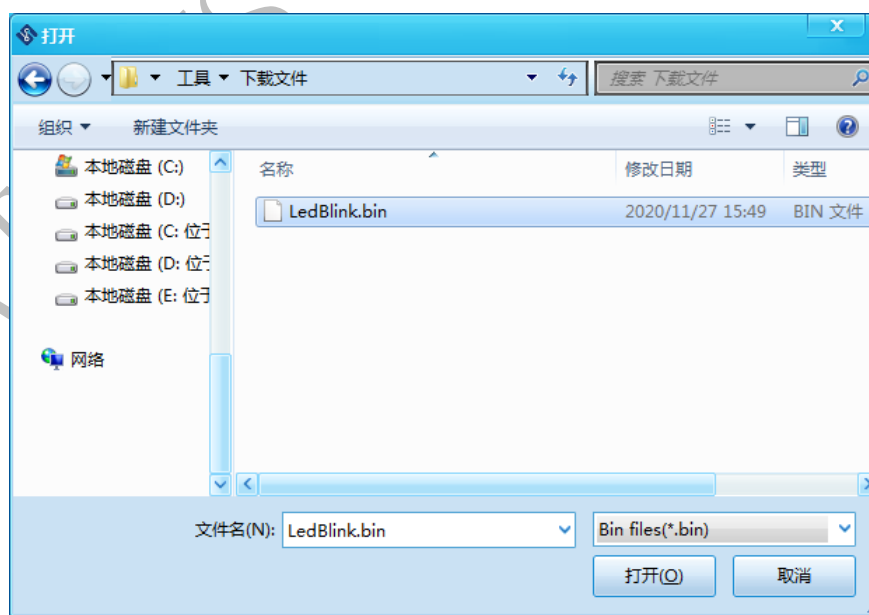 打开
工具 下载文件
搜索 下载文件
组织 新建文件夹
本地磁盘 (C:)
本地磁盘 (D:)
本地磁盘 (C: 位于
本地磁盘 (D: 位于
本地磁盘 (E: 位于
网络
名称 修改日期 类型
LedBlink.bin 2020/11/27 15:49 BIN 文件
文件名(N): LedBlink.bin Bin files(*.bin)
打开(O) 取消